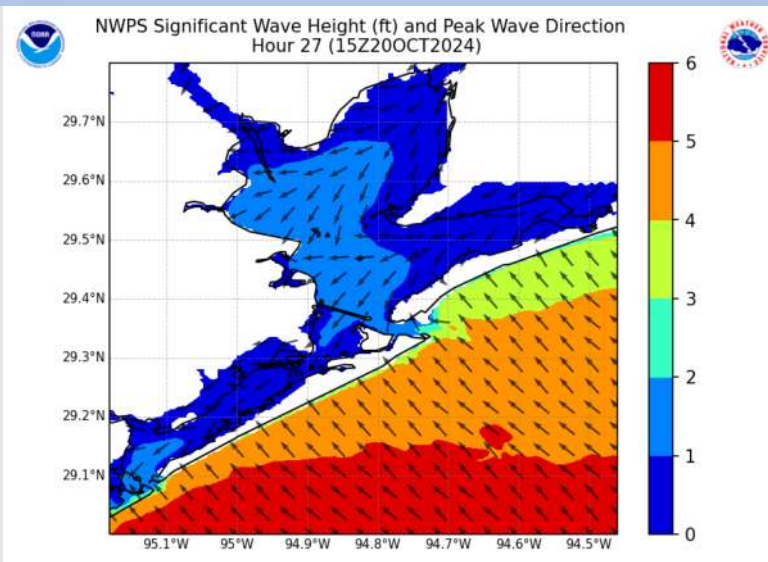 NWPS Significant Wave Height (ft) and Peak Wave Direction
Hour 27 (15Z20OCT2024)
NOAA
29.7°N
29.6°N
29.5°N
29.4°N
29.3°N
29.2°N
29.1°N
95.1°W 95°W 94.9°W 94.8°W 94.7°W 94.6°W 94.5°W
6
5
4
3
2
1
0